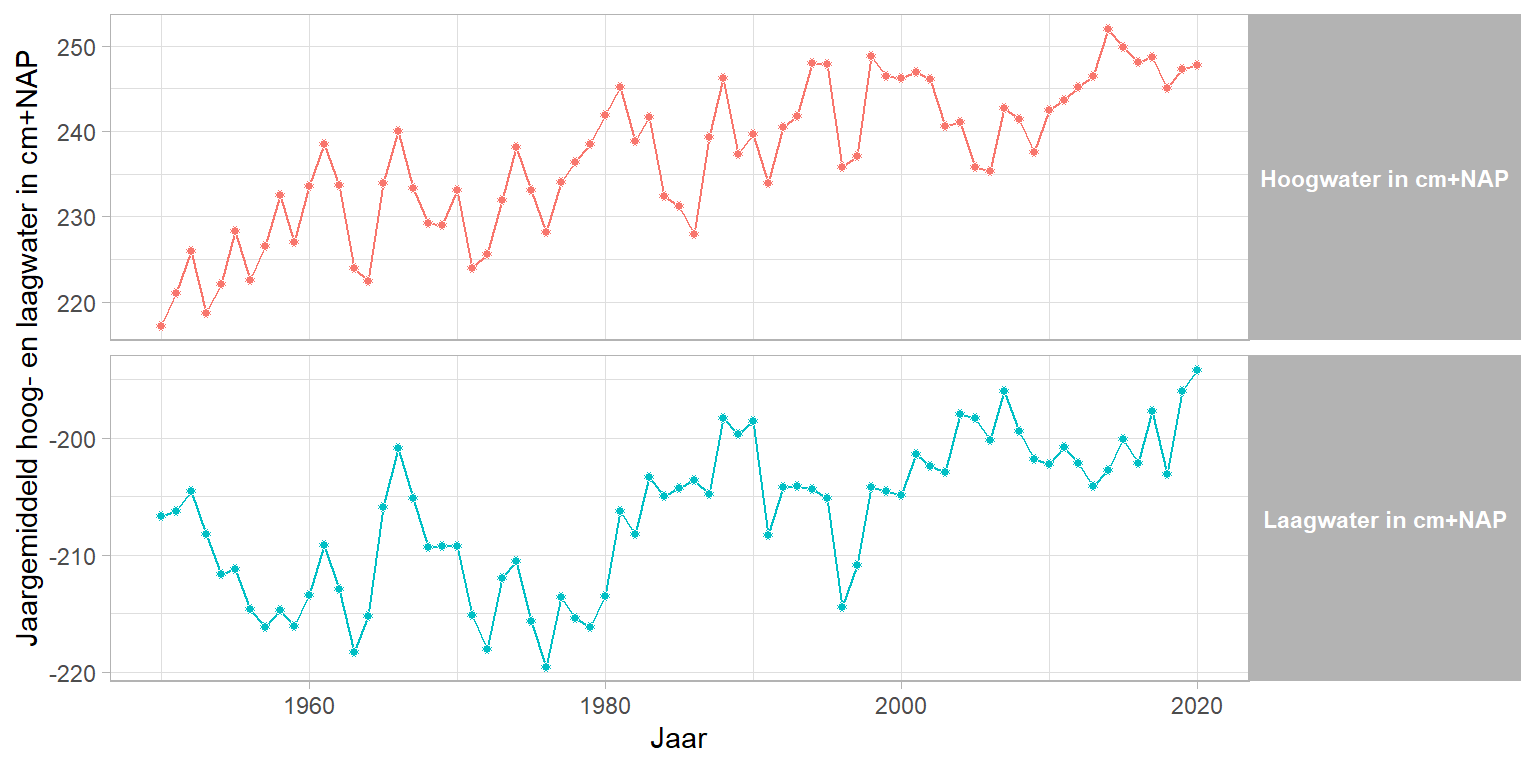 Jaargemiddeld hoog- en laagwater in cm+NAP
250
240
230
220
Hoogwater in cm+NAP
-200
-210
-220
Laagwater in cm+NAP
1960
1980
2000
2020
Jaar